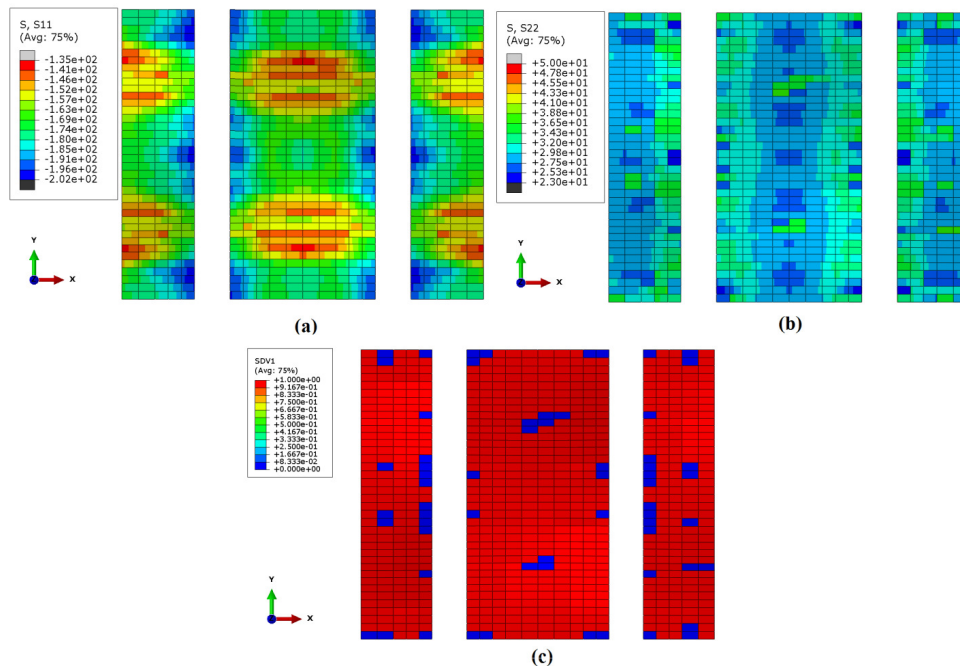 S, S11
(Avg: 75%)
-1.35e+02
-1.41e+02
-1.46e+02
-1.52e+02
-1.57e+02
-1.63e+02
-1.69e+02
-1.74e+02
-1.80e+02
-1.85e+02
-1.91e+02
-1.96e+02
-2.02e+02
Y
X
(a)
S, S22
(Avg: 75%)
+5.00e+01
+4.78e+01
+4.55e+01
+4.33e+01
+4.10e+01
+3.88e+01
+3.65e+01
+3.43e+01
+3.20e+01
+2.98e+01
+2.75e+01
+2.53e+01
+2.30e+01
Y
X
(b)
SDV1
(Avg: 75%)
+1.000e+00
+9.167e-01
+8.333e-01
+7.500e-01
+6.667e-01
+5.833e-01
+5.000e-01
+4.167e-01
+3.333e-01
+2.500e-01
+1.667e-01
+8.333e-02
+0.000e+00
Y
X
(c)